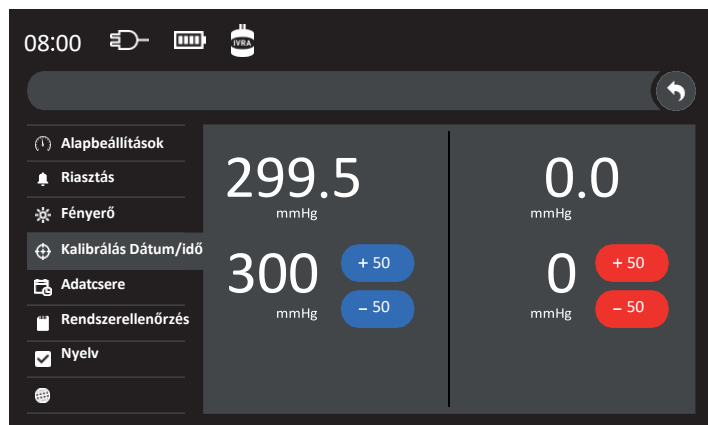 08:00
IVRA
Alapbeállítások
Riasztás
Fényerő
Kalibrálás Dátum/idő
Adatcsere
Rendszerellenőrzés
Nyelv
299.5
mmHg
300
mmHg
+ 50
– 50
0.0
mmHg
0
mmHg
+ 50
– 50